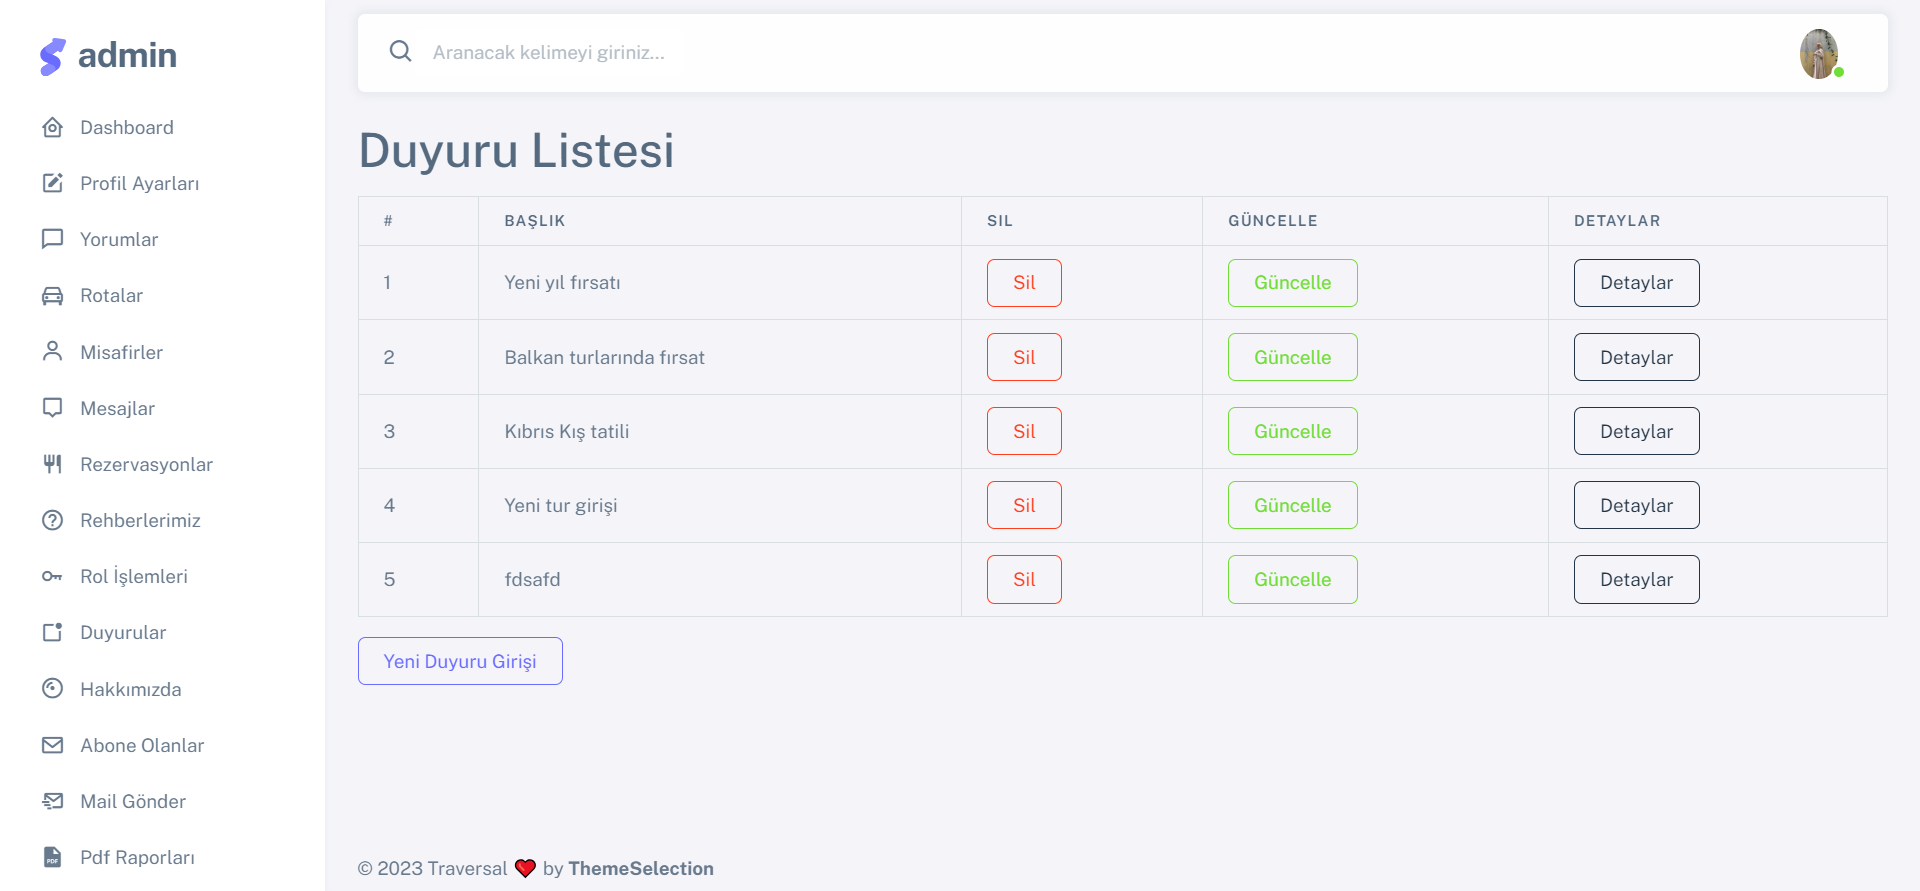 admin
Dashboard
Profil Ayarları
Yorumlar
Rotalar
Misafirler
Mesajlar
Rezervasyonlar
Rehberlerimiz
Rol İşlemleri
Duyurular
Hakkımızda
Abone Olanlar
Mail Gönder
PDF Pdf Raporları
Aranacak kelimeyi giriniz...
Duyuru Listesi
# BAŞLIK SIL GÜNCELLE DETAYLAR
1 Yeni yıl fırsatı Sil Güncelle Detaylar
2 Balkan turlarında fırsat Sil Güncelle Detaylar
3 Kıbrıs Kış tatili Sil Güncelle Detaylar
4 Yeni tur girişi Sil Güncelle Detaylar
5 fdsafd Sil Güncelle Detaylar
Yeni Duyuru Girişi
© 2023 Traversal ❤️ by ThemeSelection